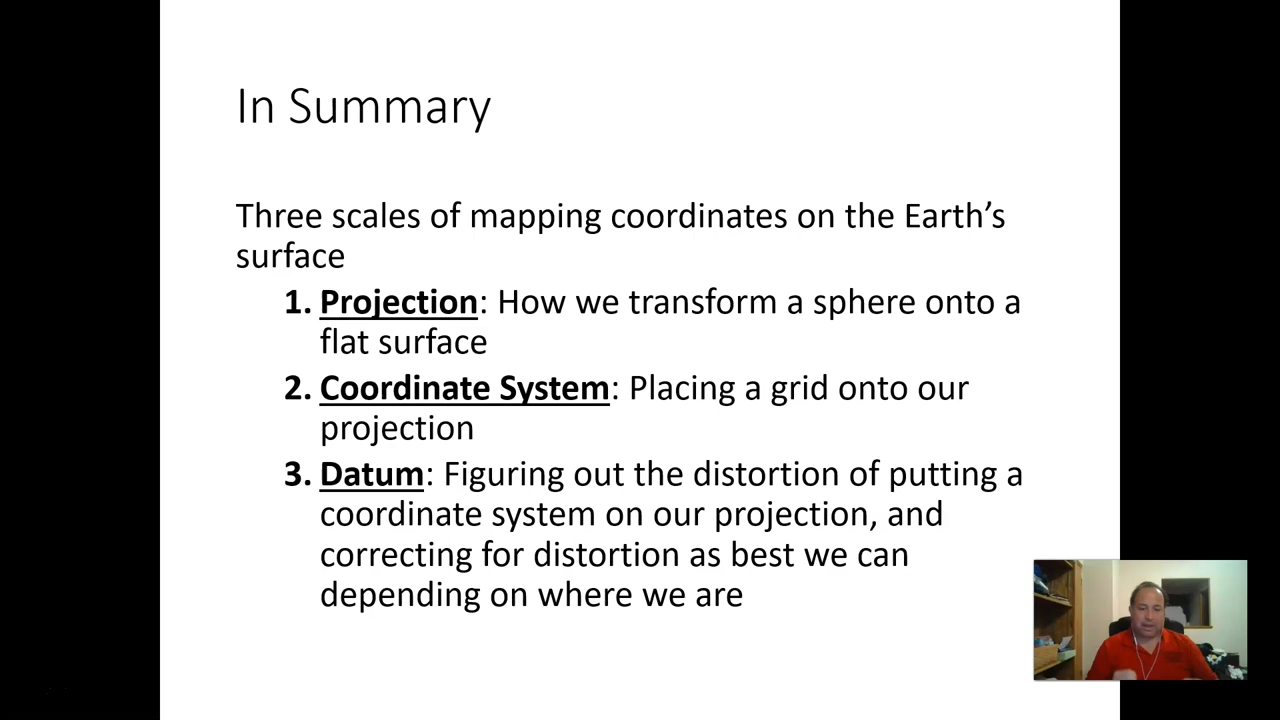 In Summary
Three scales of mapping coordinates on the Earth’s
surface
1. Projection: How we transform a sphere onto a
flat surface
2. Coordinate System: Placing a grid onto our
projection
3. Datum: Figuring out the distortion of putting a
coordinate system on our projection, and
correcting for distortion as best we can
depending on where we are